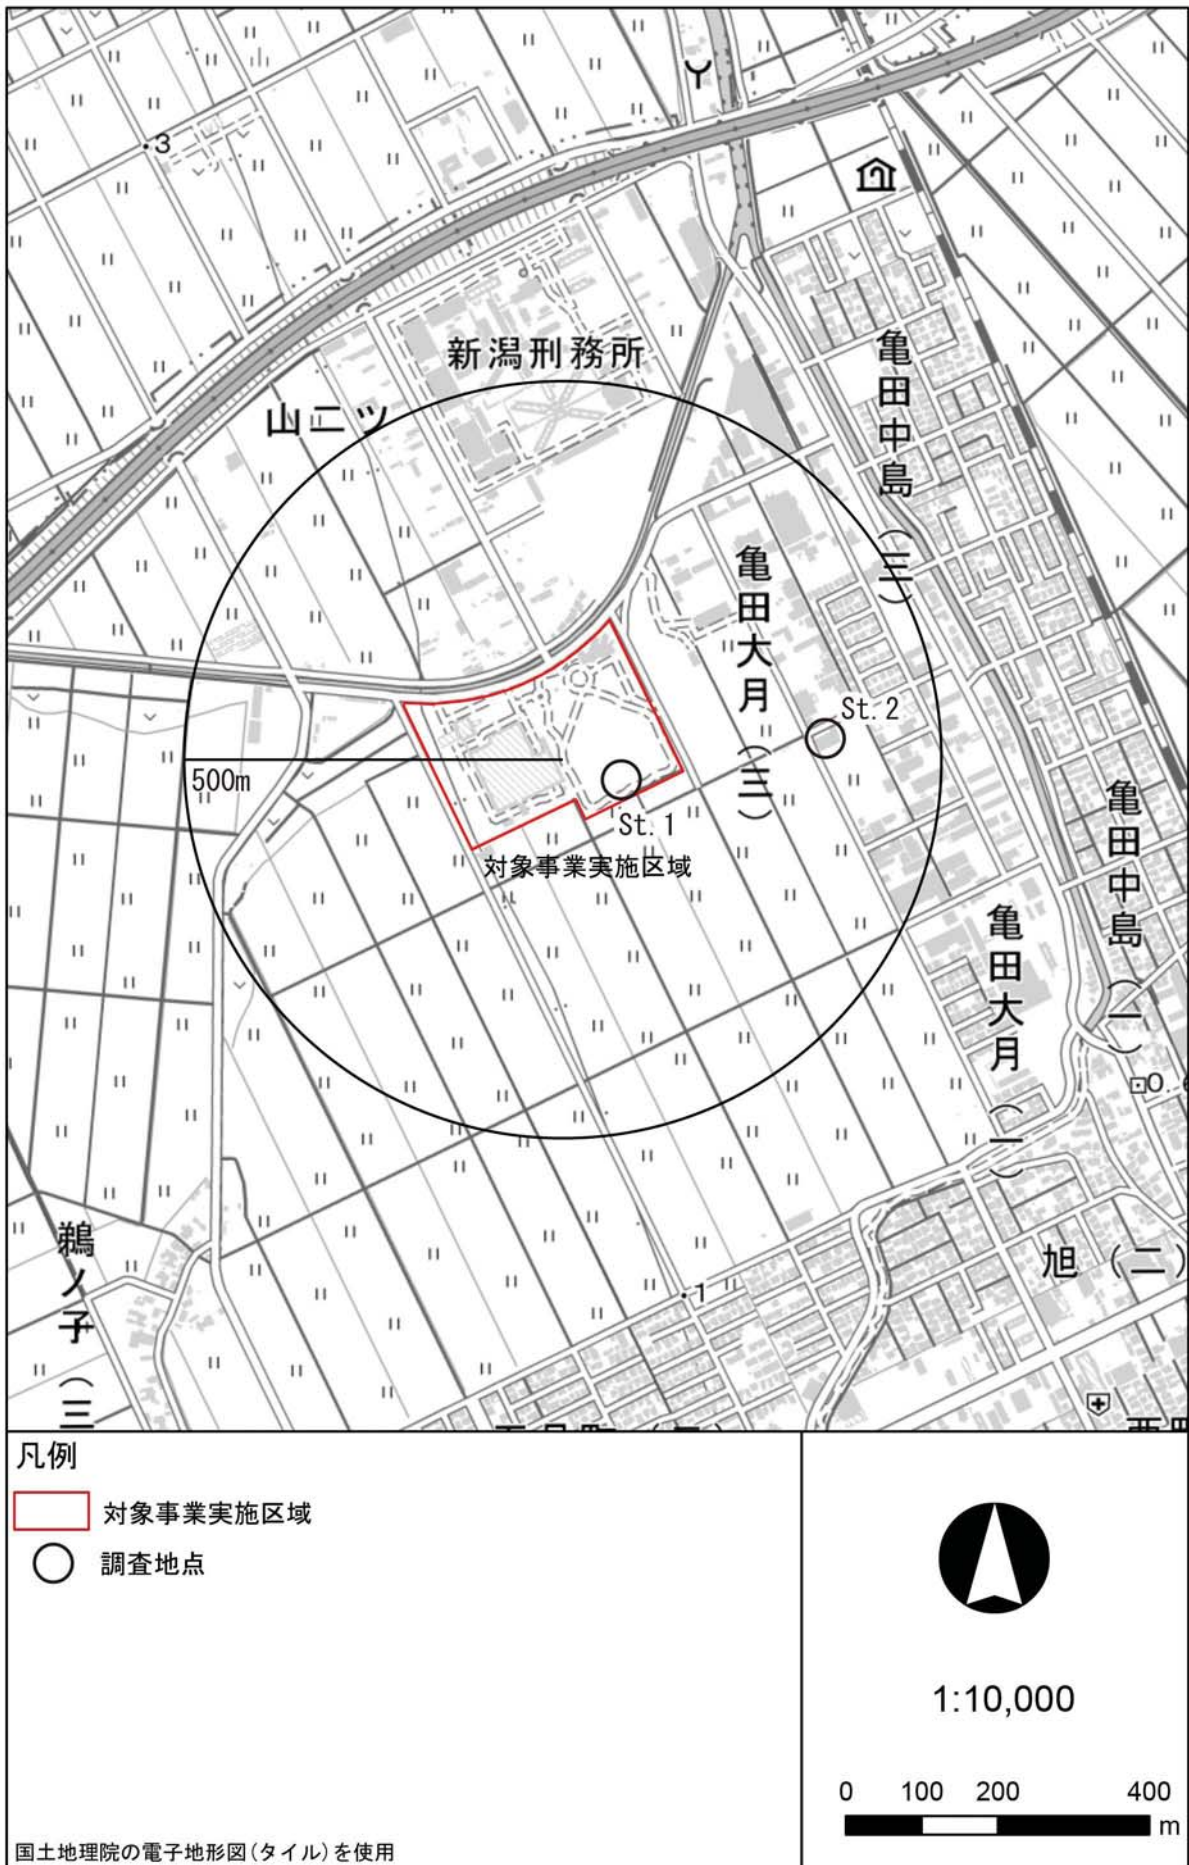 3
新潟刑務所
山二ツ
亀田中島(三)
亀田大月(三)
St. 2
500m
St. 1
対象事業実施区域
亀田中島(一)
亀田大月(一)
鵜ノ子(三
旭(二)
1
凡例
対象事業実施区域
調査地点
1:10,000
0 100 200 400
m
国土地理院の電子地形図(タイル)を使用